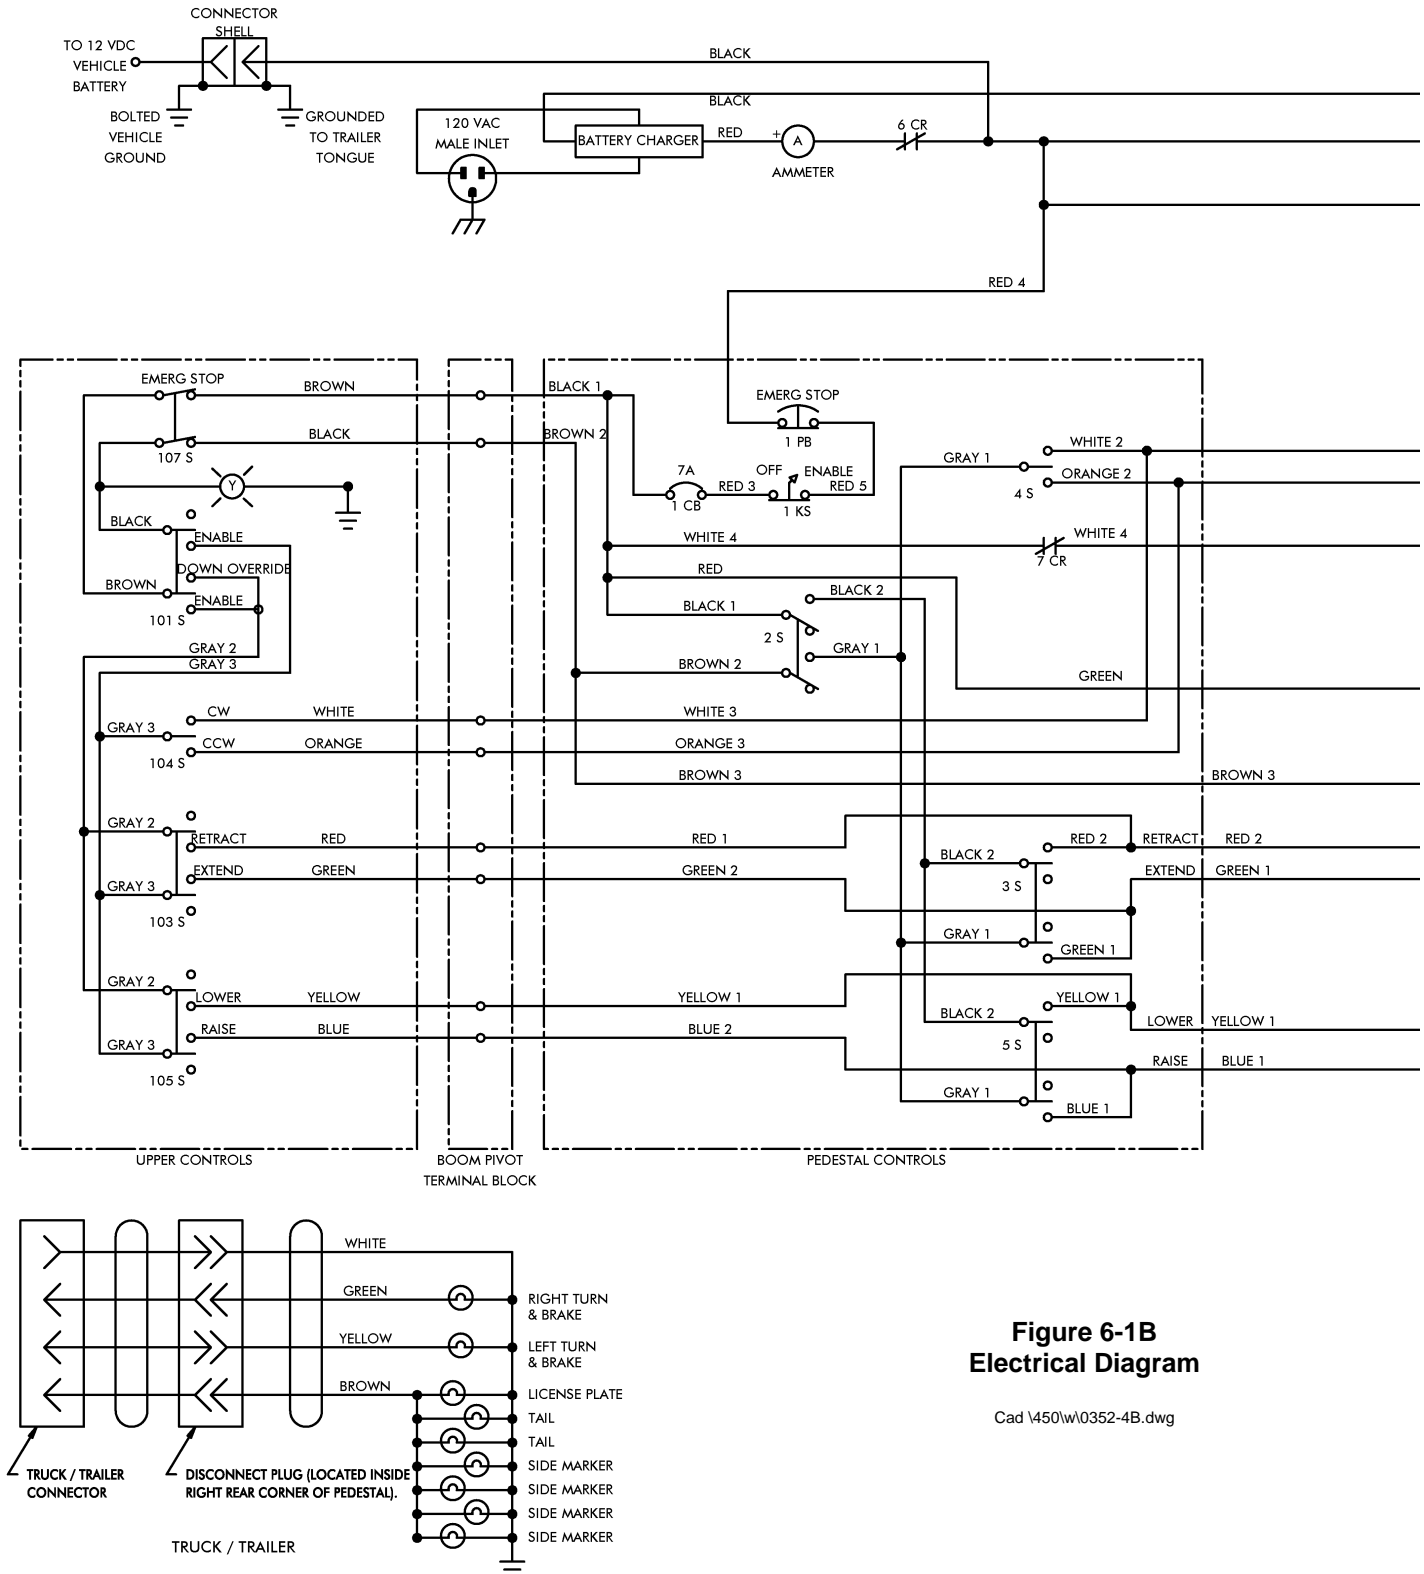 CONNECTOR
SHELL
TO 12 VDC
VEHICLE
BATTERY
BLACK
BLACK
BOLTED
VEHICLE
GROUND
GROUNDED
TO TRAILER
TONGUE
120 VAC
MALE INLET
BATTERY CHARGER
RED
+
A
AMMETER
6 CR
RED 4
EMERG STOP
BROWN
BLACK 1
BLACK
BROWN 2
107 S
Y
BLACK
ENABLE
DOWN OVERRIDE
BROWN
ENABLE
101 S
GRAY 2
GRAY 3
CW
WHITE
GRAY 3
CCW
ORANGE
104 S
GRAY 2
RETRACT
RED
EXTEND
GREEN
GRAY 3
103 S
GRAY 2
LOWER
YELLOW
RAISE
BLUE
GRAY 3
105 S
EMERG STOP
1 PB
7A
1 CB
RED 3
OFF
ENABLE
RED 5
1 KS
GRAY 1
WHITE 2
ORANGE 2
4 S
WHITE 4
7 CR
WHITE 4
RED
BLACK 1
BLACK 2
2 S
GRAY 1
BROWN 2
GREEN
WHITE 3
ORANGE 3
BROWN 3
BROWN 3
RED 1
RED 2
RETRACT
RED 2
BLACK 2
EXTEND
GREEN 1
GREEN 2
3 S
GRAY 1
GREEN 1
YELLOW 1
YELLOW 1
BLACK 2
LOWER
YELLOW 1
BLUE 2
5 S
RAISE
BLUE 1
GRAY 1
BLUE 1
UPPER CONTROLS
BOOM PIVOT
TERMINAL BLOCK
PEDESTAL CONTROLS
WHITE
GREEN
RIGHT TURN
& BRAKE
YELLOW
LEFT TURN
& BRAKE
BROWN
LICENSE PLATE
TAIL
TAIL
SIDE MARKER
SIDE MARKER
SIDE MARKER
SIDE MARKER
TRUCK / TRAILER
CONNECTOR
DISCONNECT PLUG (LOCATED INSIDE
RIGHT REAR CORNER OF PEDESTAL).
TRUCK / TRAILER
Figure 6-1B
Electrical Diagram
Cad \450\w\0352-4B.dwg